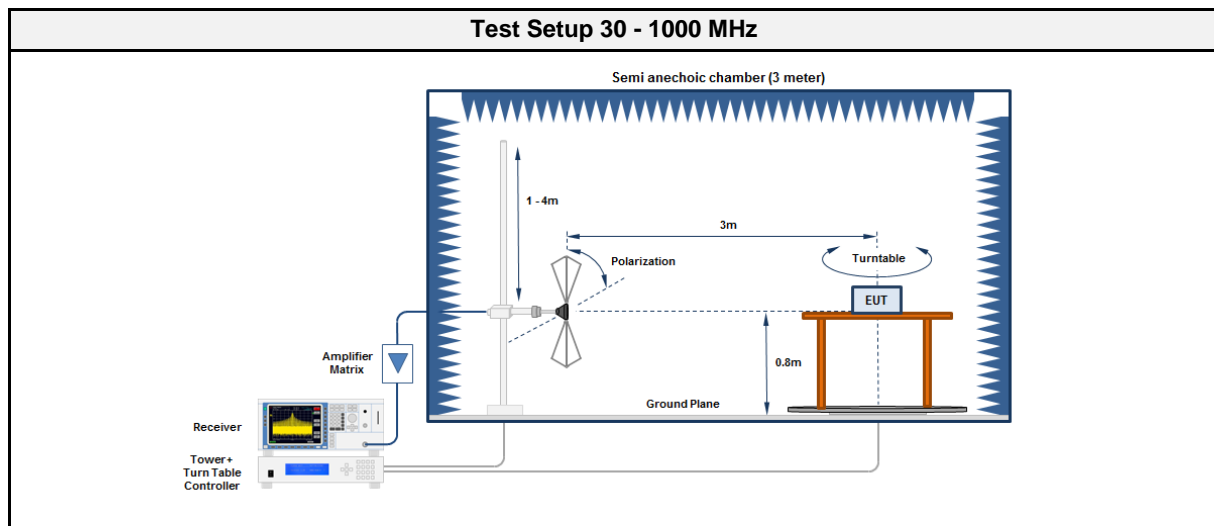 Test Setup 30 - 1000 MHz
Semi anechoic chamber (3 meter)
1 - 4m
3m
Polarization
Turntable
EUT
Amplifier
Matrix
0.8m
Ground Plane
Receiver
Tower+
Turn Table
Controller